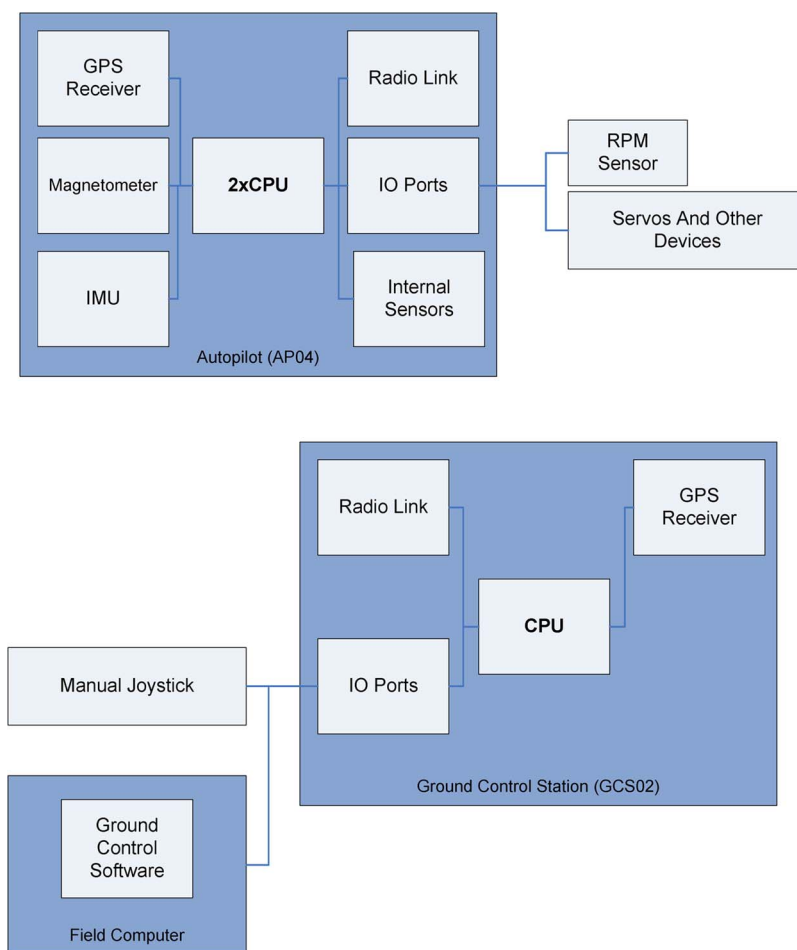 GPS
Receiver
Radio Link
Magnetometer
2xCPU
IO Ports
RPM
Sensor
Servos And Other
Devices
IMU
Internal
Sensors
Autopilot (AP04)
Radio Link
GPS
Receiver
CPU
Manual Joystick
IO Ports
Ground Control Station (GCS02)
Ground
Control
Software
Field Computer